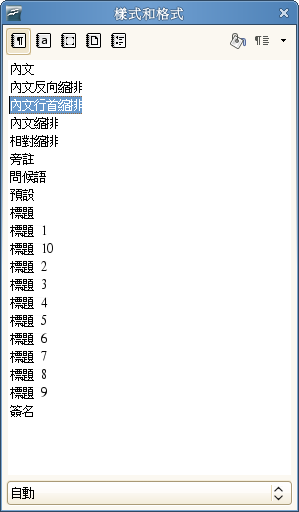 樣式和格式
內文
內文反向縮排
內文行首縮排
內文縮排
相對縮排
旁註
問候語
預設
標題
標題 1
標題 10
標題 2
標題 3
標題 4
標題 5
標題 6
標題 7
標題 8
標題 9
簽名
自動